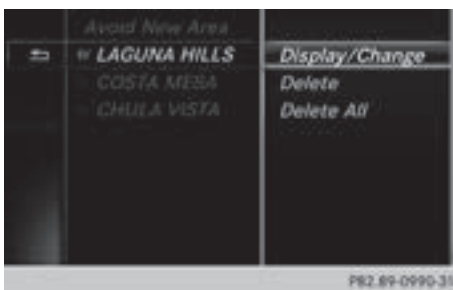 Avoid New Area
LAGUNA HILLS
COSTA MESA
CHULA VISTA
Display/Change
Delete
Delete All
P82.89-0990-31